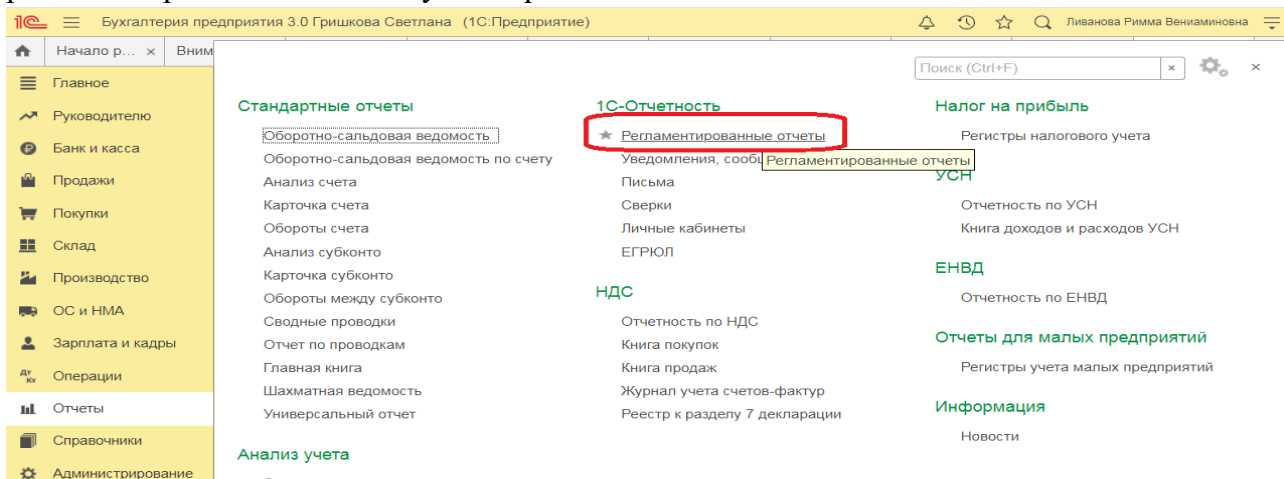 Бухгалтерия предприятия 3.0 Гришкова Светлана (1С:Предприятие)
Ливанова Римма Вениаминовна
Начало р... ×
Вним
Поиск (Ctrl+F) ×
×
Главное
Руководителю
Банк и касса
Продажи
Покупки
Склад
Производство
ОС и НМА
Зарплата и кадры
Дт Кт Операции
Отчеты
Справочники
Администрирование
Стандартные отчеты
Оборотно-сальдовая ведомость
Оборотно-сальдовая ведомость по счету
Анализ счета
Карточка счета
Обороты счета
Анализ субконто
Карточка субконто
Обороты между субконто
Сводные проводки
Отчет по проводкам
Главная книга
Шахматная ведомость
Универсальный отчет
Анализ учета
1С-Отчетность
Регламентированные отчеты
Уведомления, сооб
Регламентированные отчеты
Письма
Сверки
Личные кабинеты
ЕГРЮЛ
НДС
Отчетность по НДС
Книга покупок
Книга продаж
Журнал учета счетов-фактур
Реестр к разделу 7 декларации
Налог на прибыль
Регистры налогового учета
УСН
Отчетность по УСН
Книга доходов и расходов УСН
ЕНВД
Отчетность по ЕНВД
Отчеты для малых предприятий
Регистры учета малых предприятий
Информация
Новости